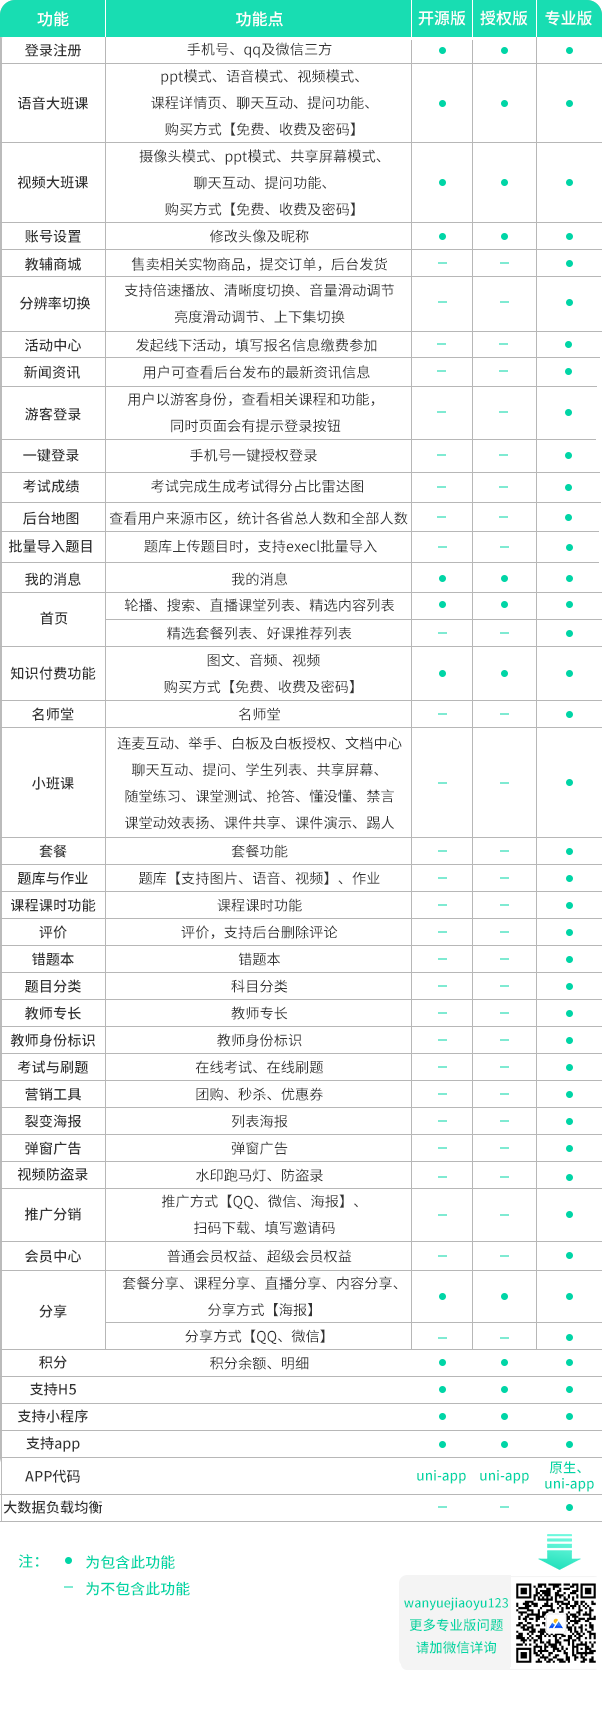 功能 功能点 开源版 授权版 专业版
登录注册 手机号、qq及微信三方 ● ● ●
ppt模式、语音模式、视频模式、
语音大班课 课程详情页、聊天互动、提问功能、 ● ● ●
购买方式【免费、收费及密码】
摄像头模式、ppt模式、共享屏幕模式、
视频大班课 聊天互动、提问功能、 ● ● ●
购买方式【免费、收费及密码】
账号设置 修改头像及昵称 ● ● ●
教辅商城 售卖相关实物商品，提交订单，后台发货 — — ●
支持倍速播放、清晰度切换、音量滑动调节
分辨率切换 — — ●
亮度滑动调节、上下集切换
活动中心 发起线下活动，填写报名信息缴费参加 — — ●
新闻资讯 用户可查看后台发布的最新资讯信息 — — ●
用户以游客身份，查看相关课程和功能，
游客登录 — — ●
同时页面会有提示登录按钮
一键登录 手机号一键授权登录 — — ●
考试成绩 考试完成生成考试得分占比雷达图 — — ●
后台地图 查看用户来源市区，统计各省总人数和全部人数 — — ●
批量导入题目 题库上传题目时，支持execl批量导入 — — ●
我的消息 我的消息 ● ● ●
首页 轮播、搜索、直播课堂列表、精选内容列表 ● ● ●
精选套餐列表、好课推荐列表 — — ●
图文、音频、视频
知识付费功能 ● ● ●
购买方式【免费、收费及密码】
名师堂 名师堂 — — ●
连麦互动、举手、白板及白板授权、文档中心
聊天互动、提问、学生列表、共享屏幕、
小班课 — — ●
随堂练习、课堂测试、抢答、懂没懂、禁言
课堂动效表扬、课件共享、课件演示、踢人
套餐 套餐功能 — — ●
题库与作业 题库【支持图片、语音、视频】、作业 — — ●
课程课时功能 课程课时功能 — — ●
评价 评价，支持后台删除评论 — — ●
错题本 错题本 — — ●
题目分类 科目分类 — — ●
教师专长 教师专长 — — ●
教师身份标识 教师身份标识 — — ●
考试与刷题 在线考试、在线刷题 — — ●
营销工具 团购、秒杀、优惠券 — — ●
裂变海报 列表海报 — — ●
弹窗广告 弹窗广告 — — ●
视频防盗录 水印跑马灯、防盗录 — — ●
推广方式【QQ、微信、海报】、
推广分销 — — ●
扫码下载、填写邀请码
会员中心 普通会员权益、超级会员权益 — — ●
套餐分享、课程分享、直播分享、内容分享、
分享 ● ● ●
分享方式【海报】
分享方式【QQ、微信】 — — ●
积分 积分余额、明细 ● ● ●
支持H5 ● ● ●
支持小程序 ● ● ●
支持app ● ● ●
APP代码 uni-app uni-app 原生、
uni-app
大数据负载均衡 — — ●
注： ● 为包含此功能
— 为不包含此功能
wanyuejiaoyu123
更多专业版问题
请加微信详询